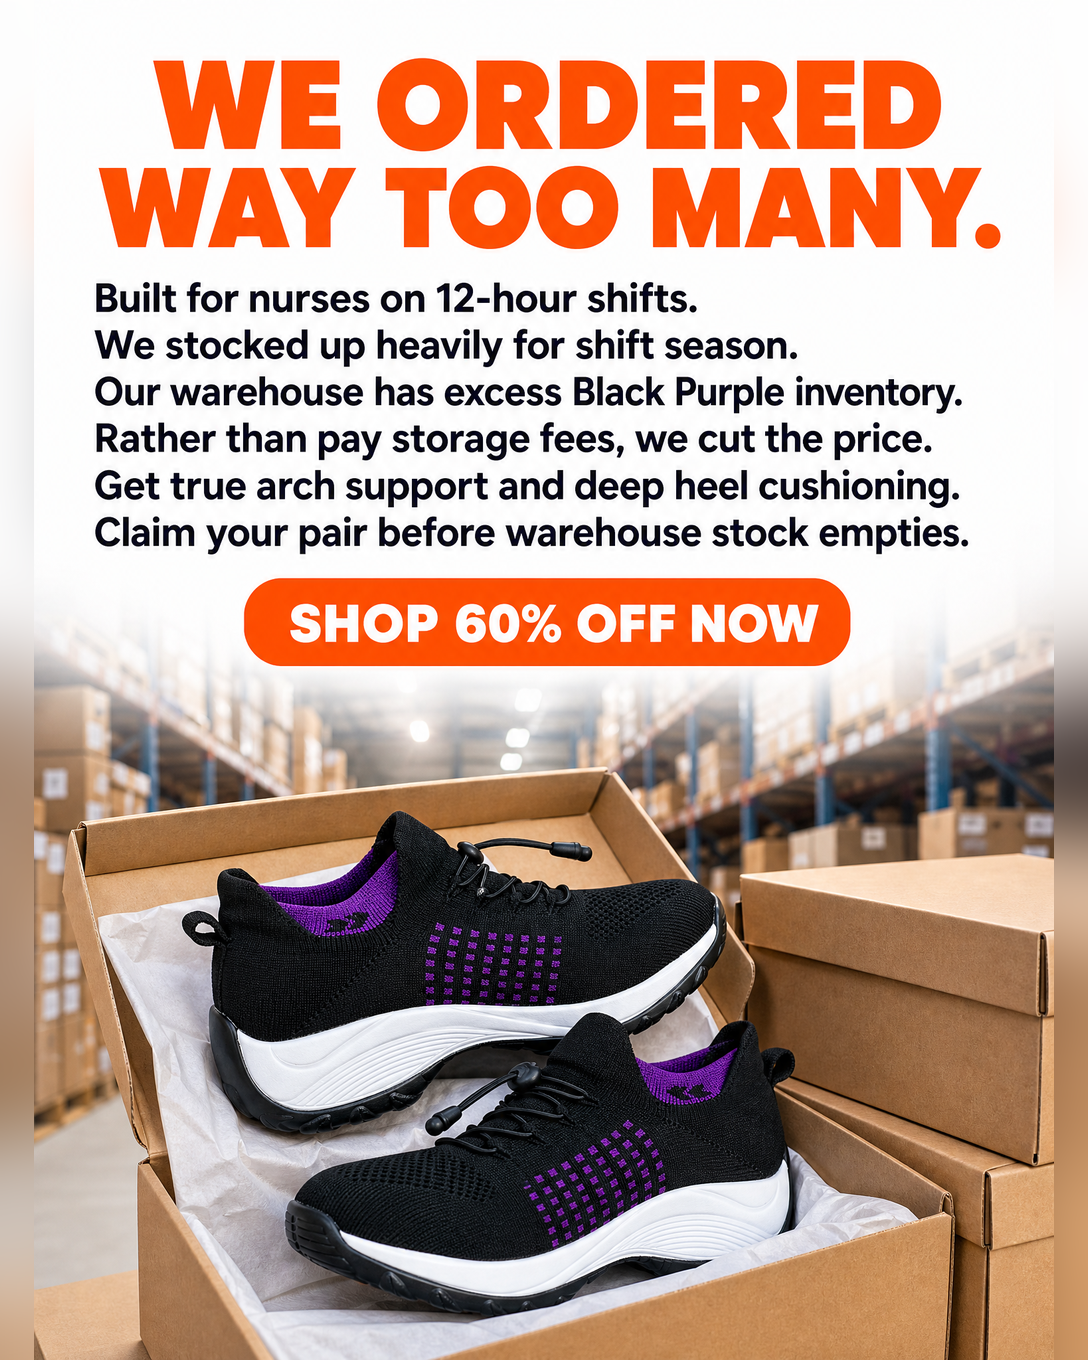 WE ORDERED
WAY TOO MANY.
Built for nurses on 12-hour shifts.
We stocked up heavily for shift season.
Our warehouse has excess Black Purple inventory.
Rather than pay storage fees, we cut the price.
Get true arch support and deep heel cushioning.
Claim your pair before warehouse stock empties.
SHOP 60% OFF NOW